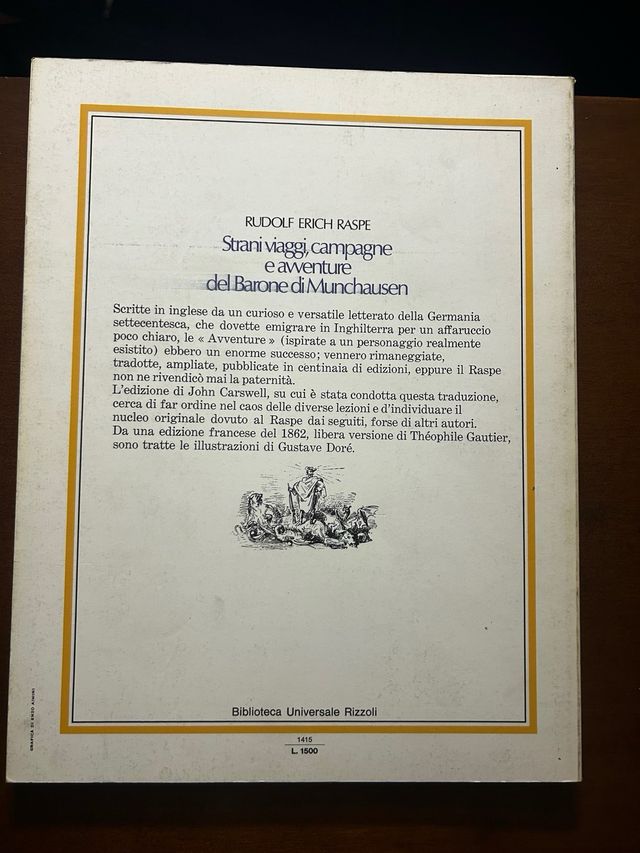 RUDOLF ERICH RASPE
Strani viaggi, campagne
e avventure
del Barone di Munchausen
Scritte in inglese da un curioso e versatile letterato della Germania
settecentesca, che dovette emigrare in Inghilterra per un affaruccio
poco chiaro, le « Avventure » (ispirate a un personaggio realmente
esistito) ebbero un enorme successo; vennero rimaneggiate,
tradotte, ampliate, pubblicate in centinaia di edizioni, eppure il Raspe
non ne rivendicò mai la paternità.
L'edizione di John Carswell, su cui è stata condotta questa traduzione,
cerca di far ordine nel caos delle diverse lezioni e d'individuare il
nucleo originale dovuto al Raspe dai seguiti, forse di altri autori.
Da una edizione francese del 1862, libera versione di Théophile Gautier,
sono tratte le illustrazioni di Gustave Doré.
Biblioteca Universale Rizzoli
1415
L. 1500
GRAFICA DI ENZO AIMINI